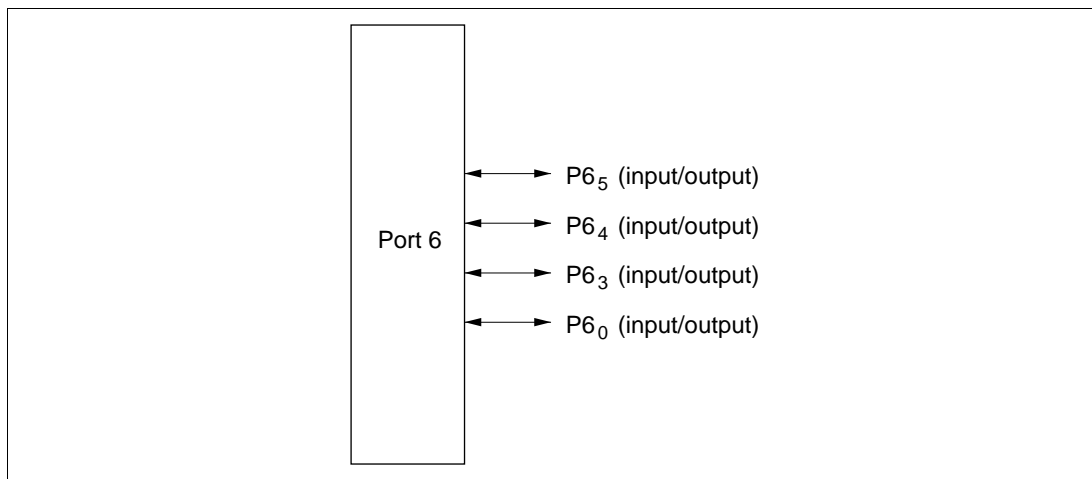 P6₅ (input/output)
P6₄ (input/output)
Port 6
P6₃ (input/output)
P6₀ (input/output)